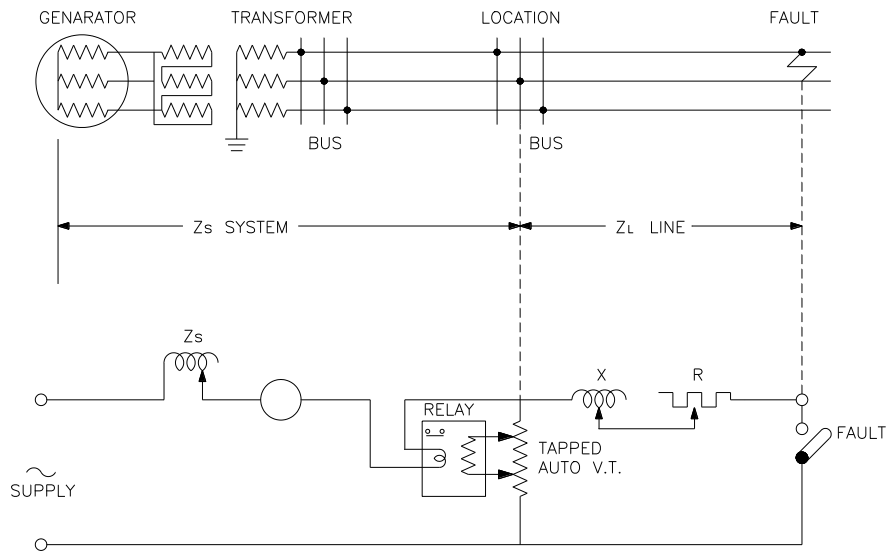 GENARATOR
TRANSFORMER
LOCATION
FAULT
BUS
BUS
Zs SYSTEM
ZL LINE
Zs
X
R
RELAY
TAPPED
AUTO V.T.
FAULT
SUPPLY